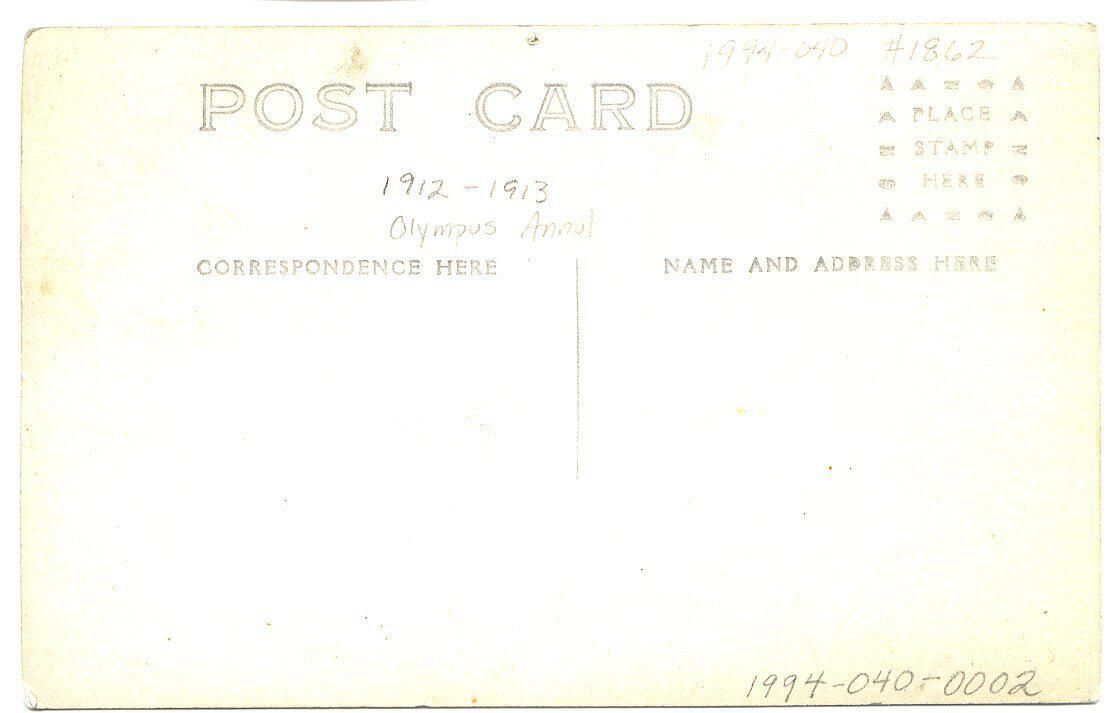 1994-040 #1862
POST CARD
PLACE
STAMP
HERE
1912-1913
Olympus Annul
CORRESPONDENCE HERE
NAME AND ADDRESS HERE
1994-040-0002